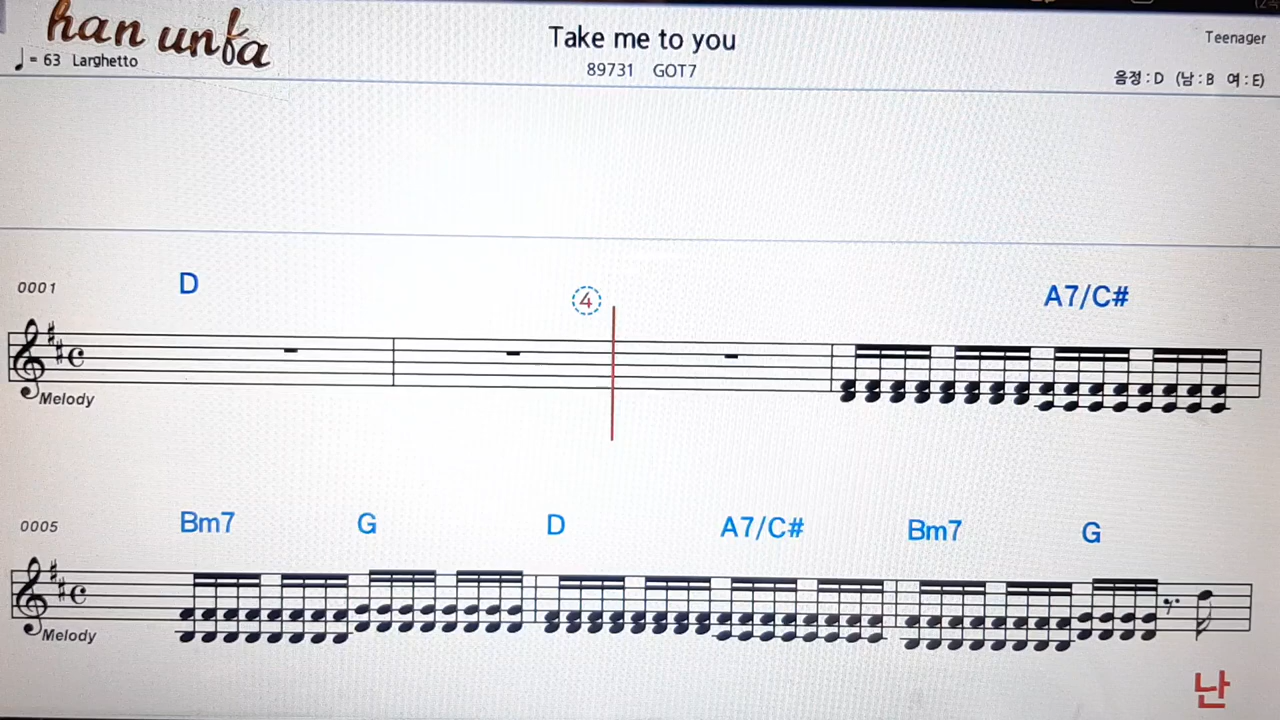 han unfa
Take me to you
Teenager
♩= 63 Larghetto
89731 GOT7
음정 : D (남 : B 여 : E)
0001 D ④ A7/C#
Melody
0005 Bm7 G D A7/C# Bm7 G
Melody
난